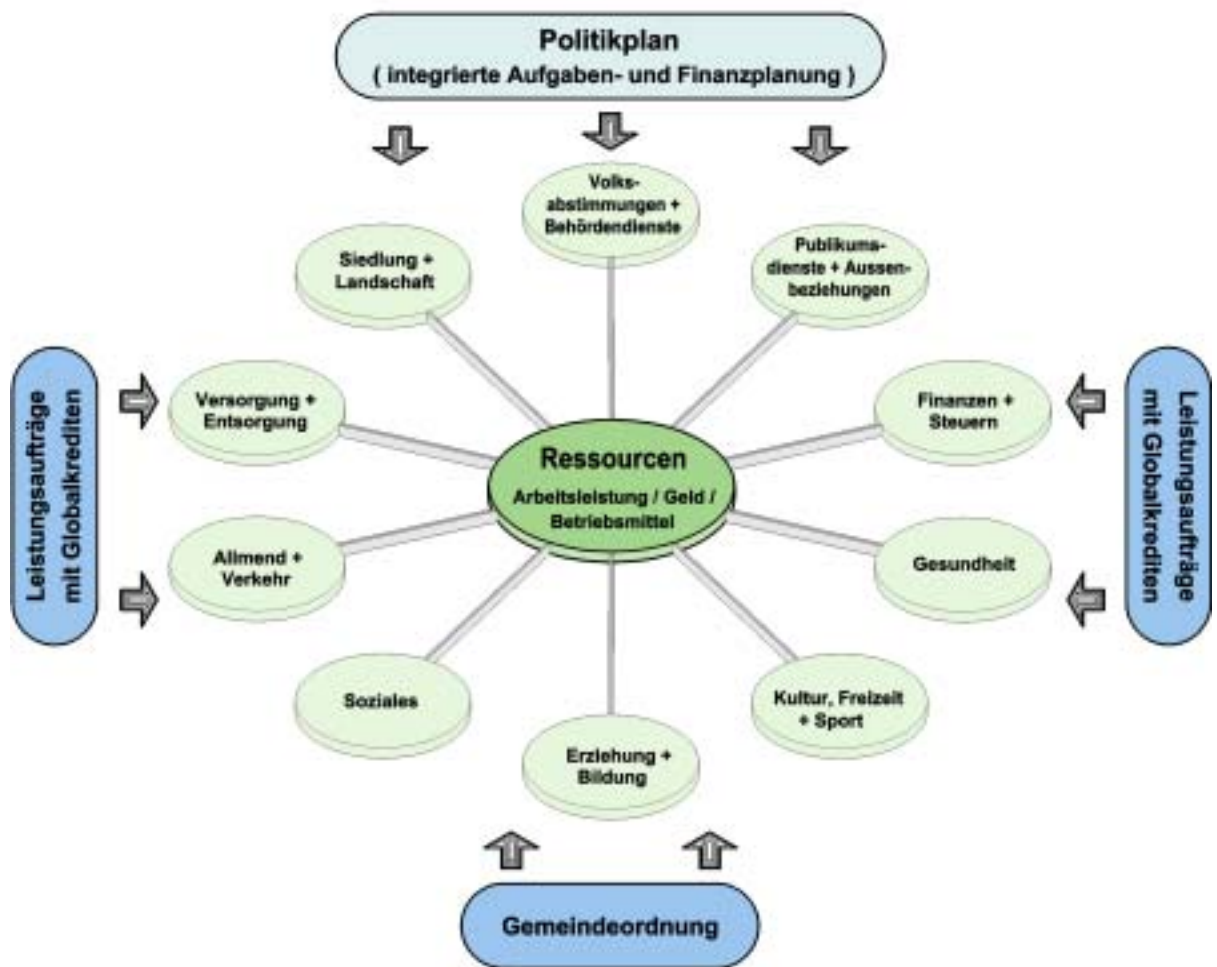 Politikplan
( integrierte Aufgaben- und Finanzplanung )
Volks-
abstimmungen +
Behördendienste
Siedlung +
Landschaft
Publikums-
dienste + Aussen-
beziehungen
Leistungsaufträge
mit Globalkrediten
Versorgung +
Entsorgung
Finanzen +
Steuern
Leistungsaufträge
mit Globalkrediten
Ressourcen
Arbeitsleistung / Geld /
Betriebsmittel
Allmend +
Verkehr
Gesundheit
Soziales
Kultur, Freizeit
+ Sport
Erziehung +
Bildung
Gemeindeordnung